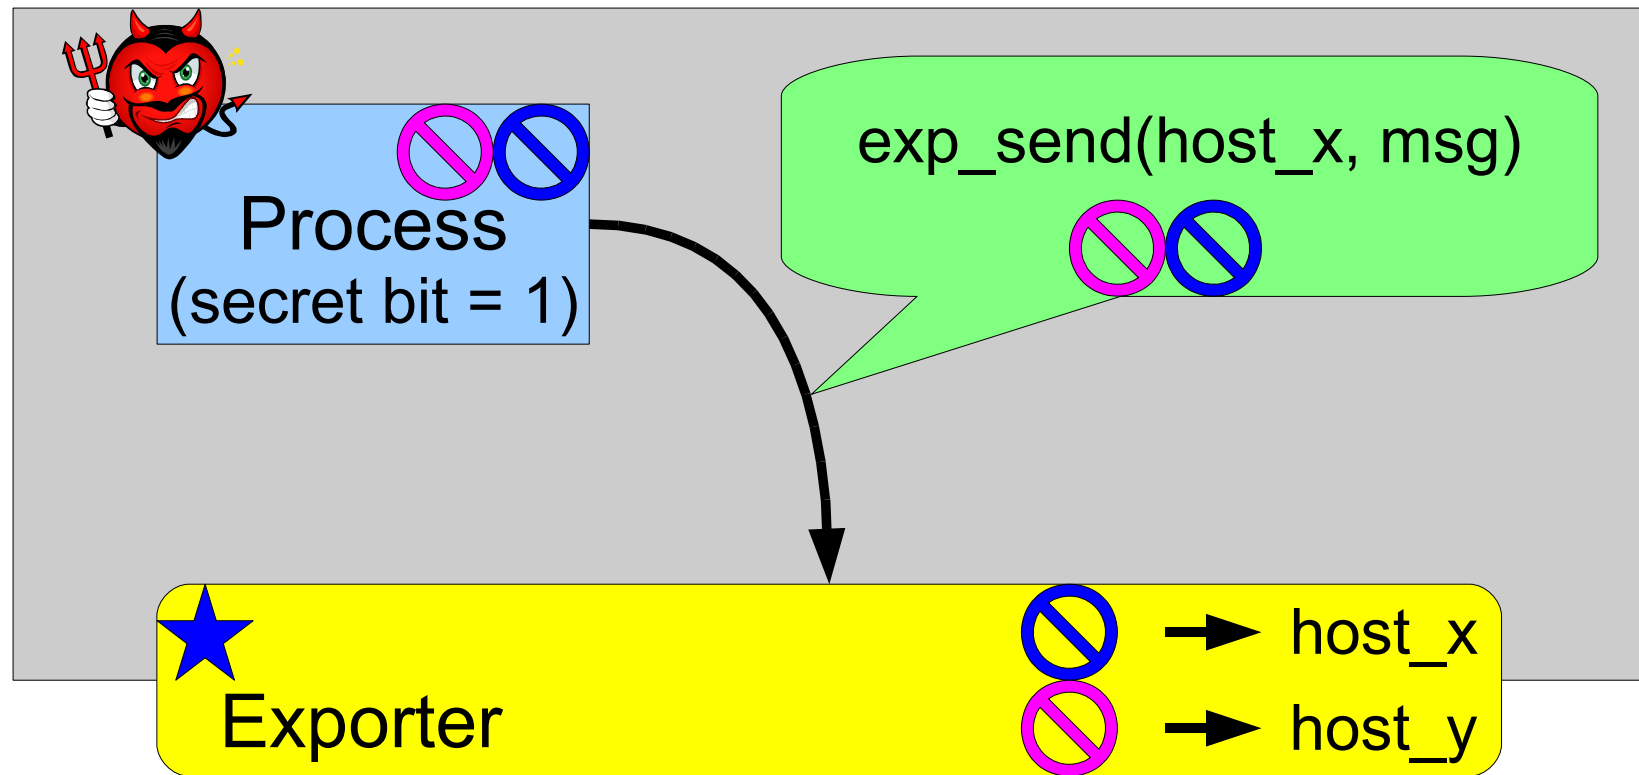 exp_send(host_x, msg)
Process
(secret bit = 1)
host_x
Exporter
host_y